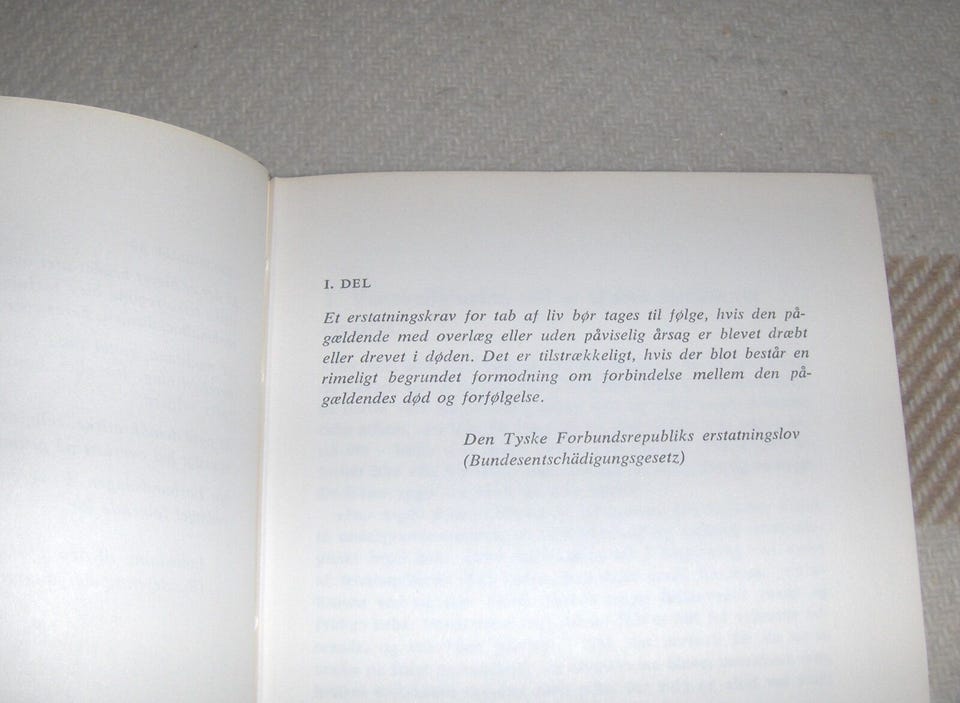 I. DEL
Et erstatningskrav for tab af liv bør tages til følge, hvis den på-
gældende med overlæg eller uden påviselig årsag er blevet dræbt
eller drevet i døden. Det er tilstrækkeligt, hvis der blot består en
rimeligt begrundet formodning om forbindelse mellem den på-
gældendes død og forfølgelse.
Den Tyske Forbundsrepubliks erstatningslov
(Bundesentschädigungsgesetz)